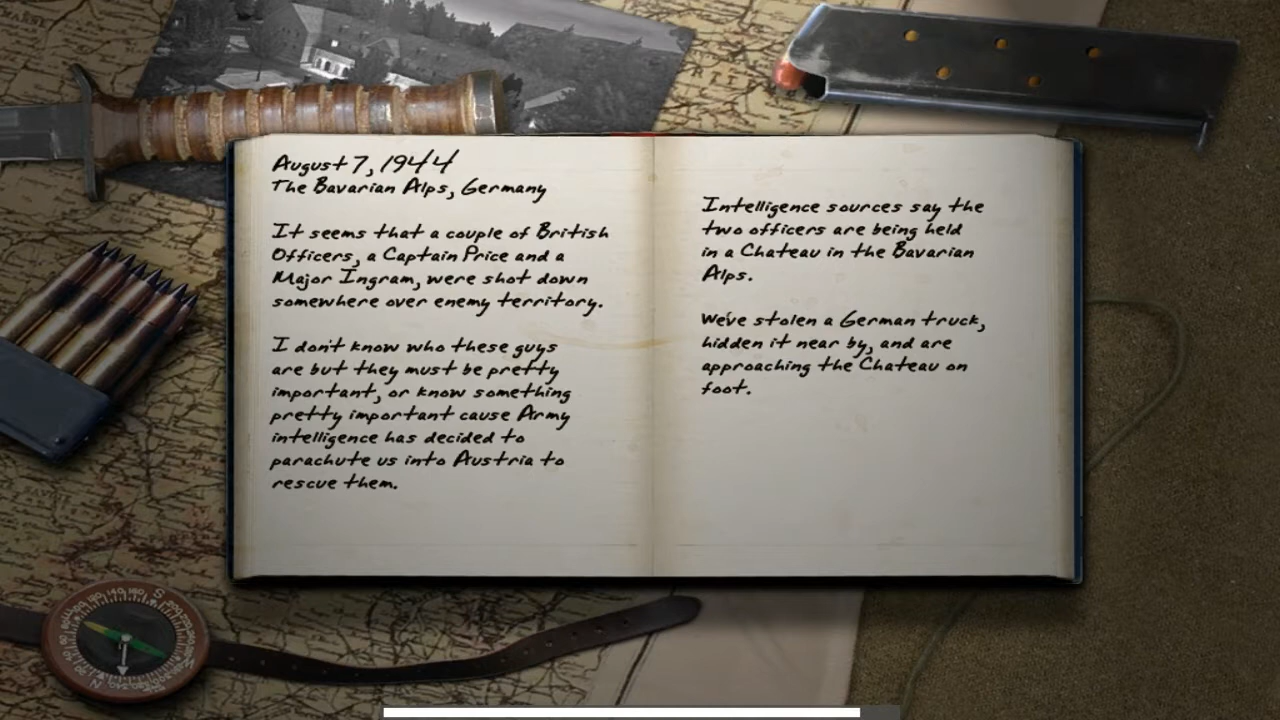 August 7, 1944
The Bavarian Alps, Germany
It seems that a couple of British
Officers, a Captain Price and a
Major Ingram, were shot down
somewhere over enemy territory.
I don't know who these guys
are but they must be pretty
important, or know something
pretty important cause Army
intelligence has decided to
parachute us into Austria to
rescue them.
Intelligence sources say the
two officers are being held
in a Chateau in the Bavarian
Alps.
We've stolen a German truck,
hidden it near by, and are
approaching the Chateau on
foot.